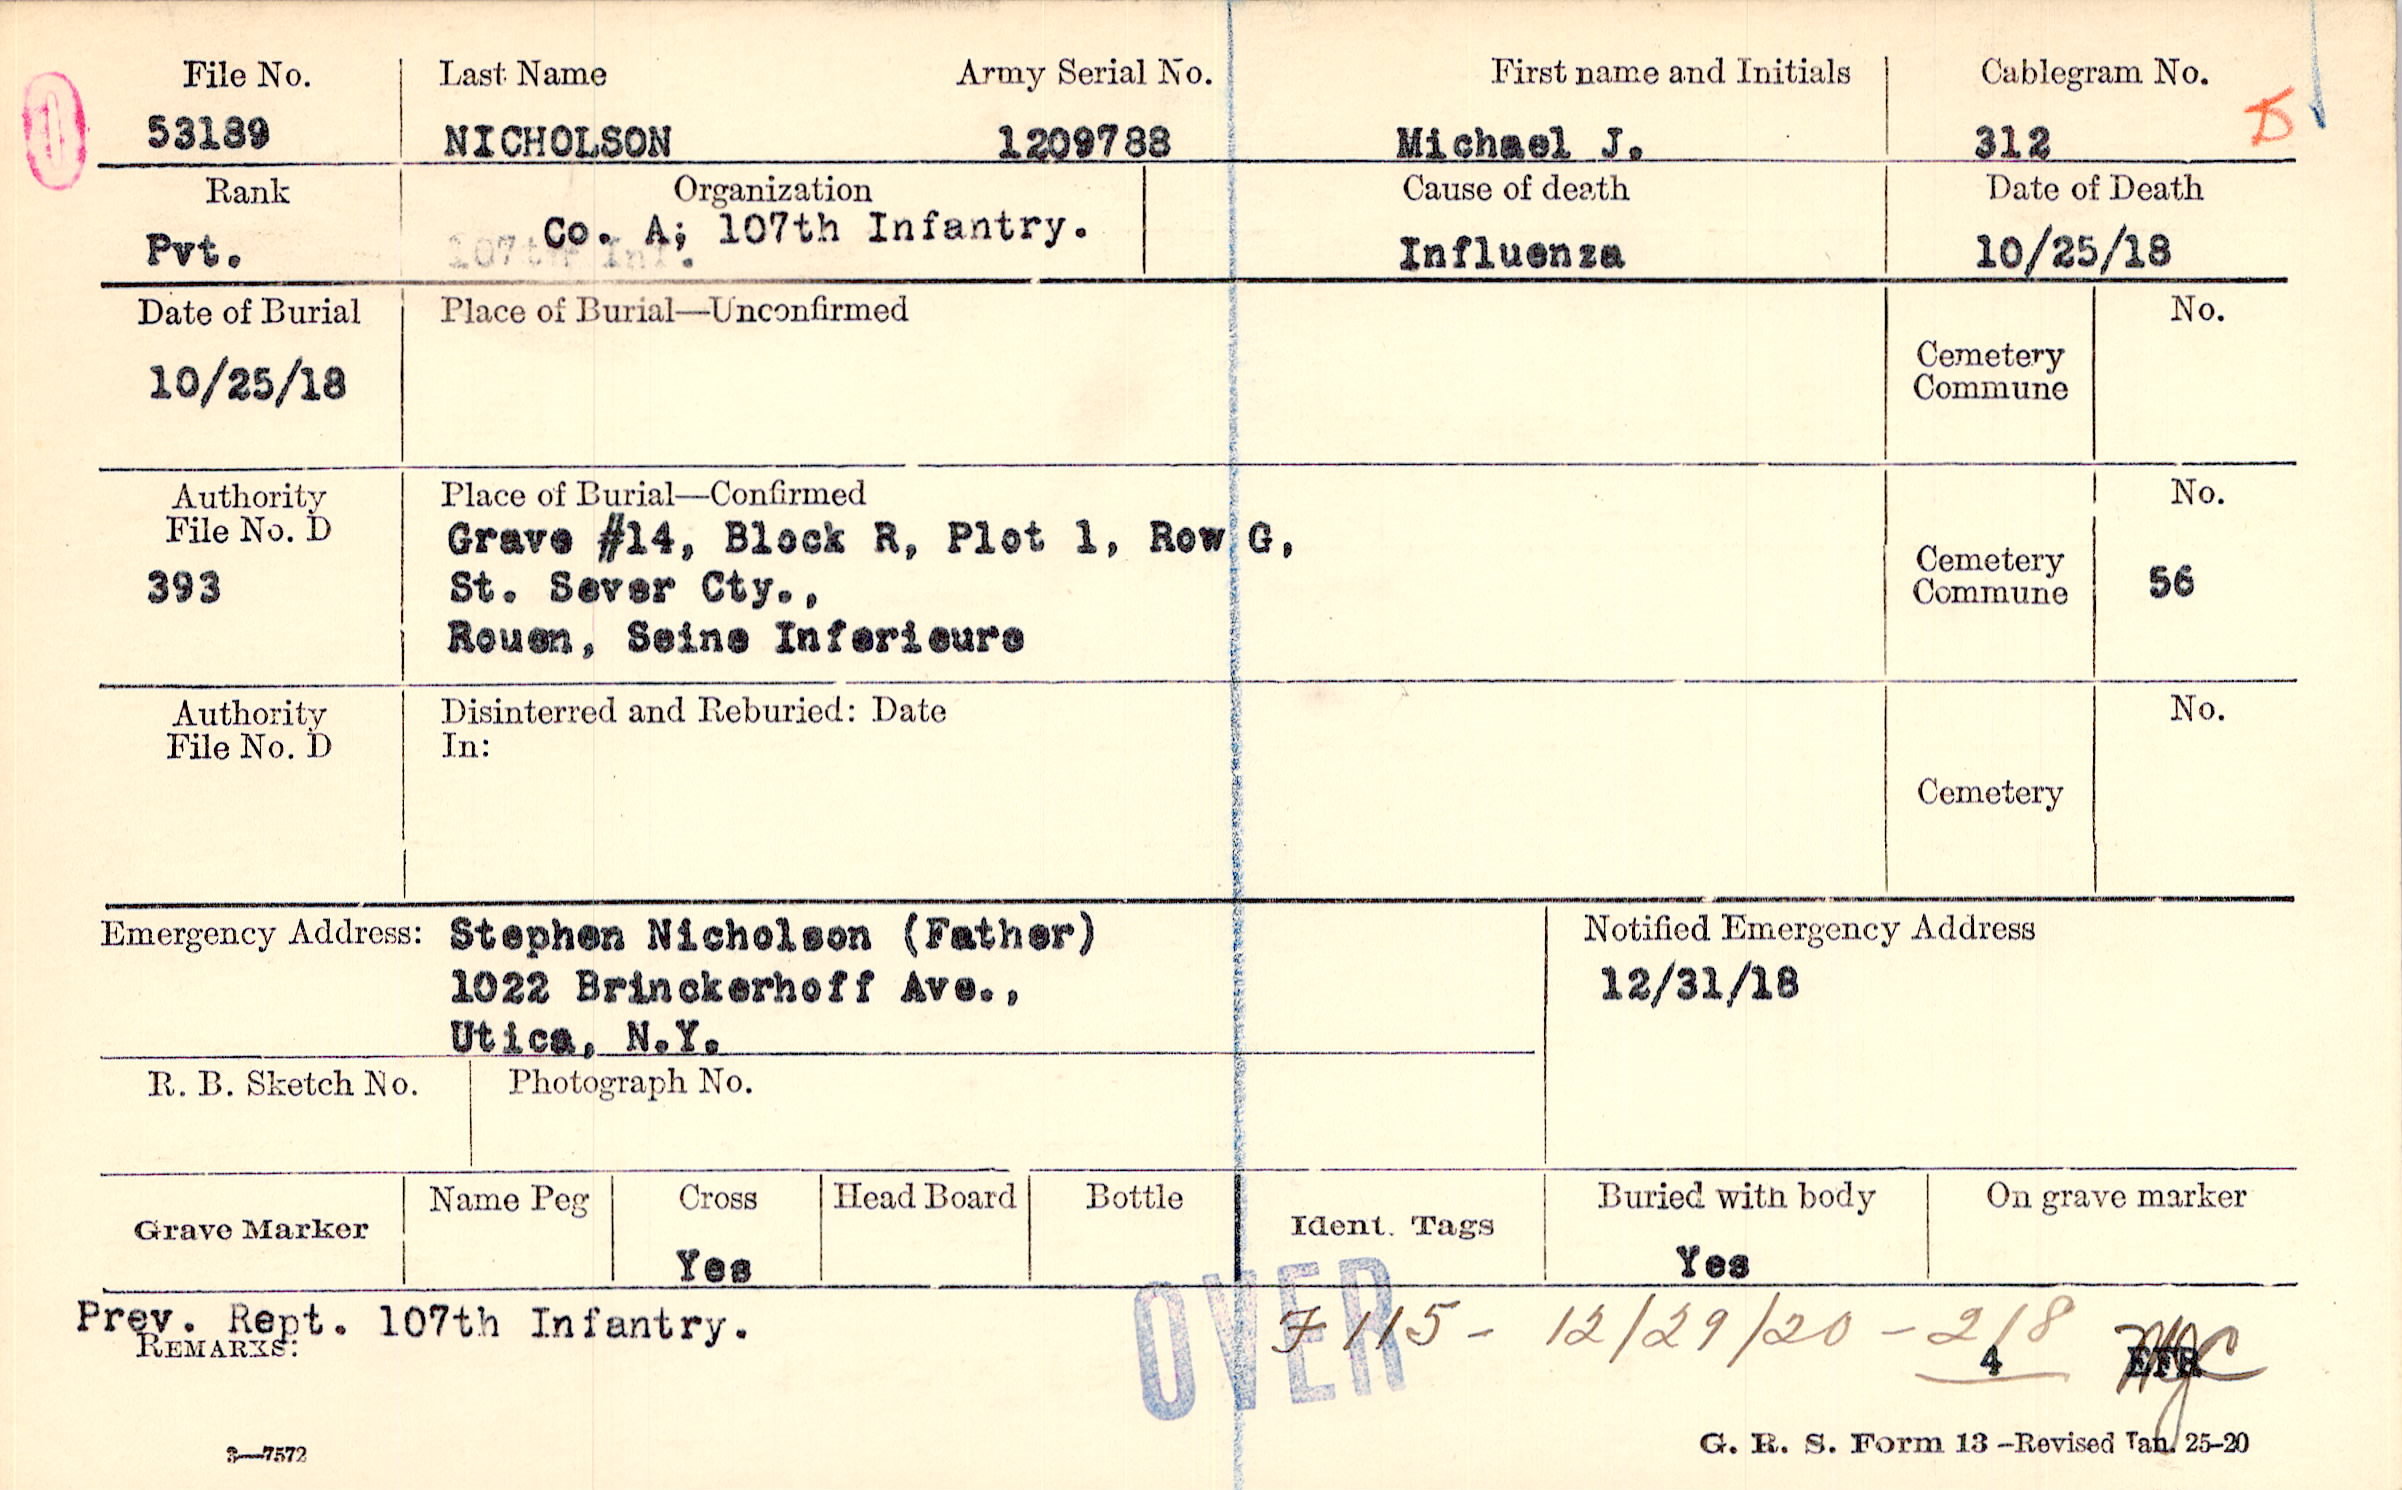 File No. Last Name Army Serial No. First name and Initials Cablegram No.
53189 NICHOLSON 1209788 Michael J. 312
Rank Organization Cause of death Date of Death
Pvt. Co. A; 107th Infantry. Influenza 10/25/18
107th Inf.
Date of Burial Place of Burial—Unconfirmed No.
10/25/18 Cemetery
Commune
Authority Place of Burial—Confirmed No.
File No. D Grave #14, Block R, Plot 1, Row G,
393 St. Sever Cty., Cemetery 56
Commune
Rouen, Seine Inferieure
Authority Disinterred and Reburied: Date No.
File No. D In:
Cemetery
Emergency Address: Stephen Nicholson (Father) Notified Emergency Address
1022 Brinckerhoff Ave., 12/31/18
Utica, N.Y.
R. B. Sketch No. Photograph No.
Grave Marker Name Peg Cross Head Board Bottle Ident. Tags Buried with body On grave marker
Yes Yes
Prev. Rept. 107th Infantry. 7115 - 12/29/20 - 218
REMARKS: OVER 4
3—7572 G. R. S. Form 13 –Revised Jan. 25–20